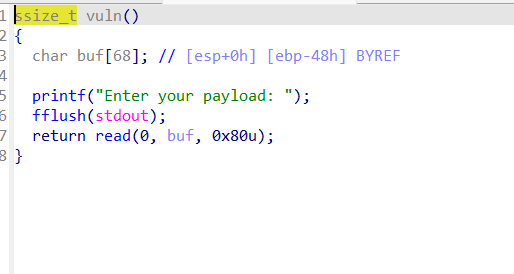 1 ssize_t vuln()
2 {
3 char buf[68]; // [esp+0h] [ebp-48h] BYREF
4
5 printf("Enter your payload: ");
6 fflush(stdout);
7 return read(0, buf, 0x80u);
8 }